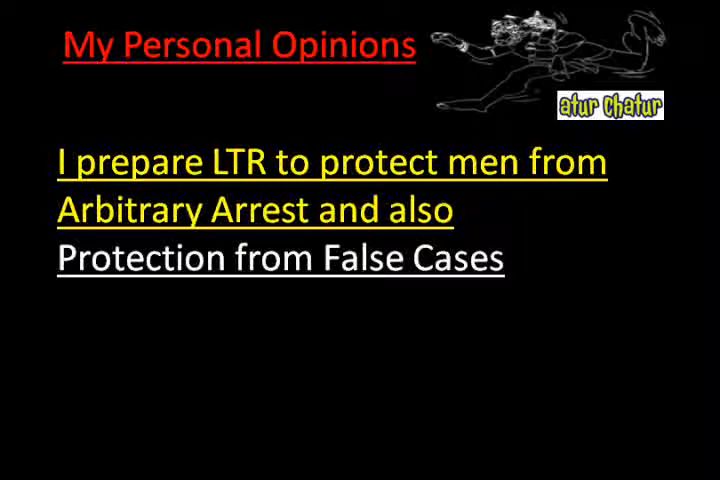 My Personal Opinions
atur chatur
I prepare LTR to protect men from
Arbitrary Arrest and also
Protection from False Cases